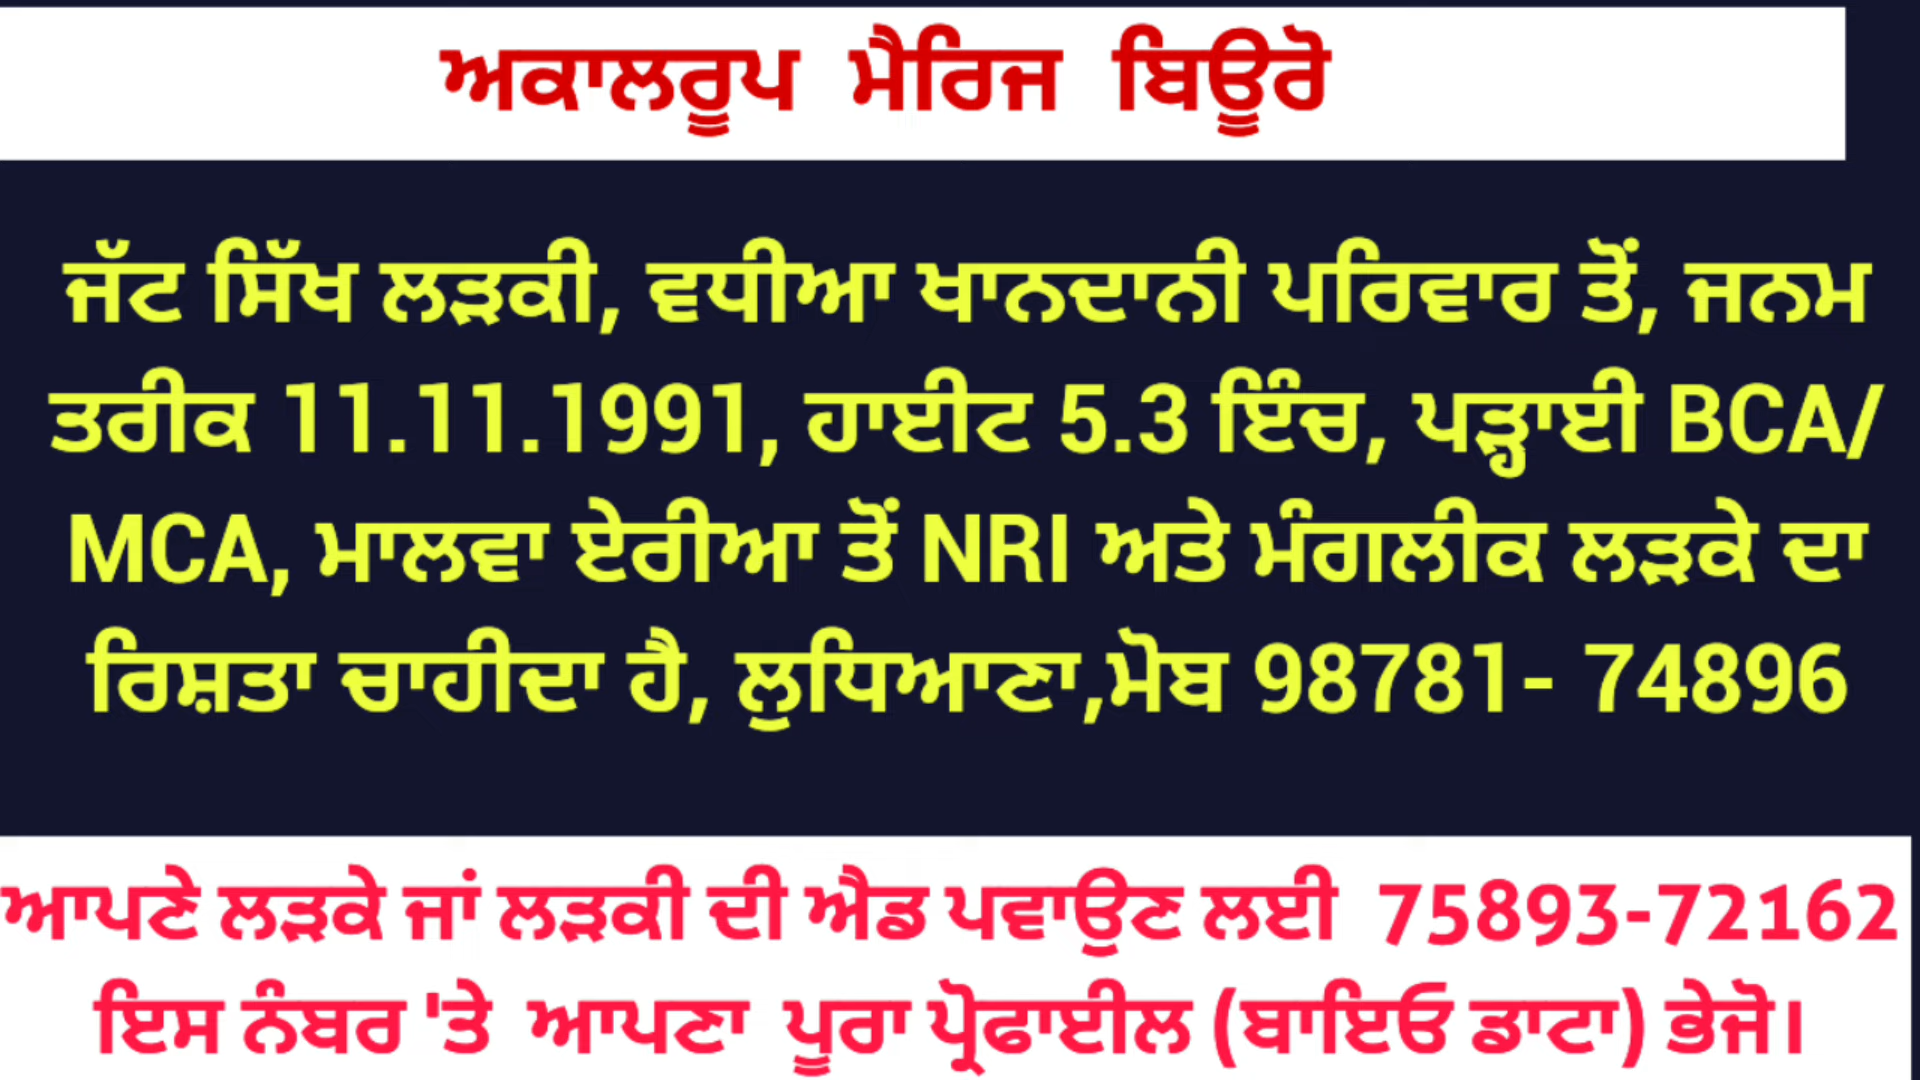 ਅਕਾਲਰੂਪ ਮੈਰਿਜ ਬਿਊਰੋ
ਜੱਟ ਸਿੱਖ ਲੜਕੀ, ਵਧੀਆ ਖਾਨਦਾਨੀ ਪਰਿਵਾਰ ਤੋਂ, ਜਨਮ
ਤਰੀਕ 11.11.1991, ਹਾਈਟ 5.3 ਇੰਚ, ਪੜ੍ਹਾਈ BCA/
MCA, ਮਾਲਵਾ ਏਰੀਆ ਤੋਂ NRI ਅਤੇ ਮੰਗਲੀਕ ਲੜਕੇ ਦਾ
ਰਿਸ਼ਤਾ ਚਾਹੀਦਾ ਹੈ, ਲੁਧਿਆਣਾ,ਮੋਬ 98781- 74896
ਆਪਣੇ ਲੜਕੇ ਜਾਂ ਲੜਕੀ ਦੀ ਐਡ ਪਵਾਉਣ ਲਈ 75893-72162
ਇਸ ਨੰਬਰ 'ਤੇ ਆਪਣਾ ਪੂਰਾ ਪ੍ਰੋਫਾਈਲ (ਬਾਇਓ ਡਾਟਾ) ਭੇਜੋ।